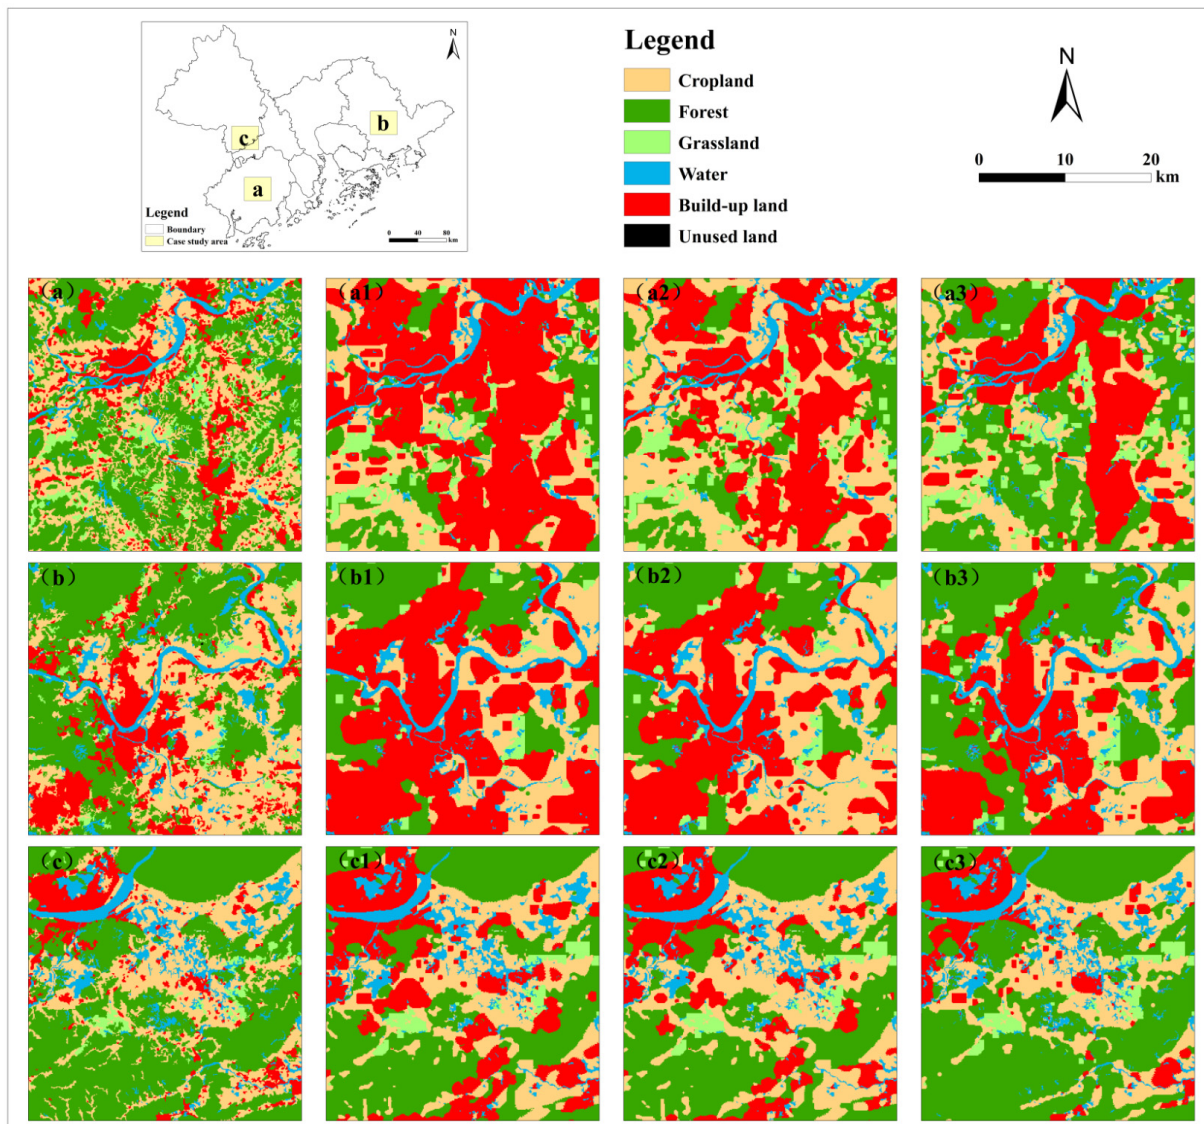 N
b
c
a
Legend
Boundary
Case study area
0 40 80
km
Legend
Cropland
Forest
Grassland
Water
Build-up land
Unused land
N
0 10 20
km
（a） （a1） （a2） （a3）
（b） （b1） （b2） （b3）
（c） （c1） （c2） （c3）